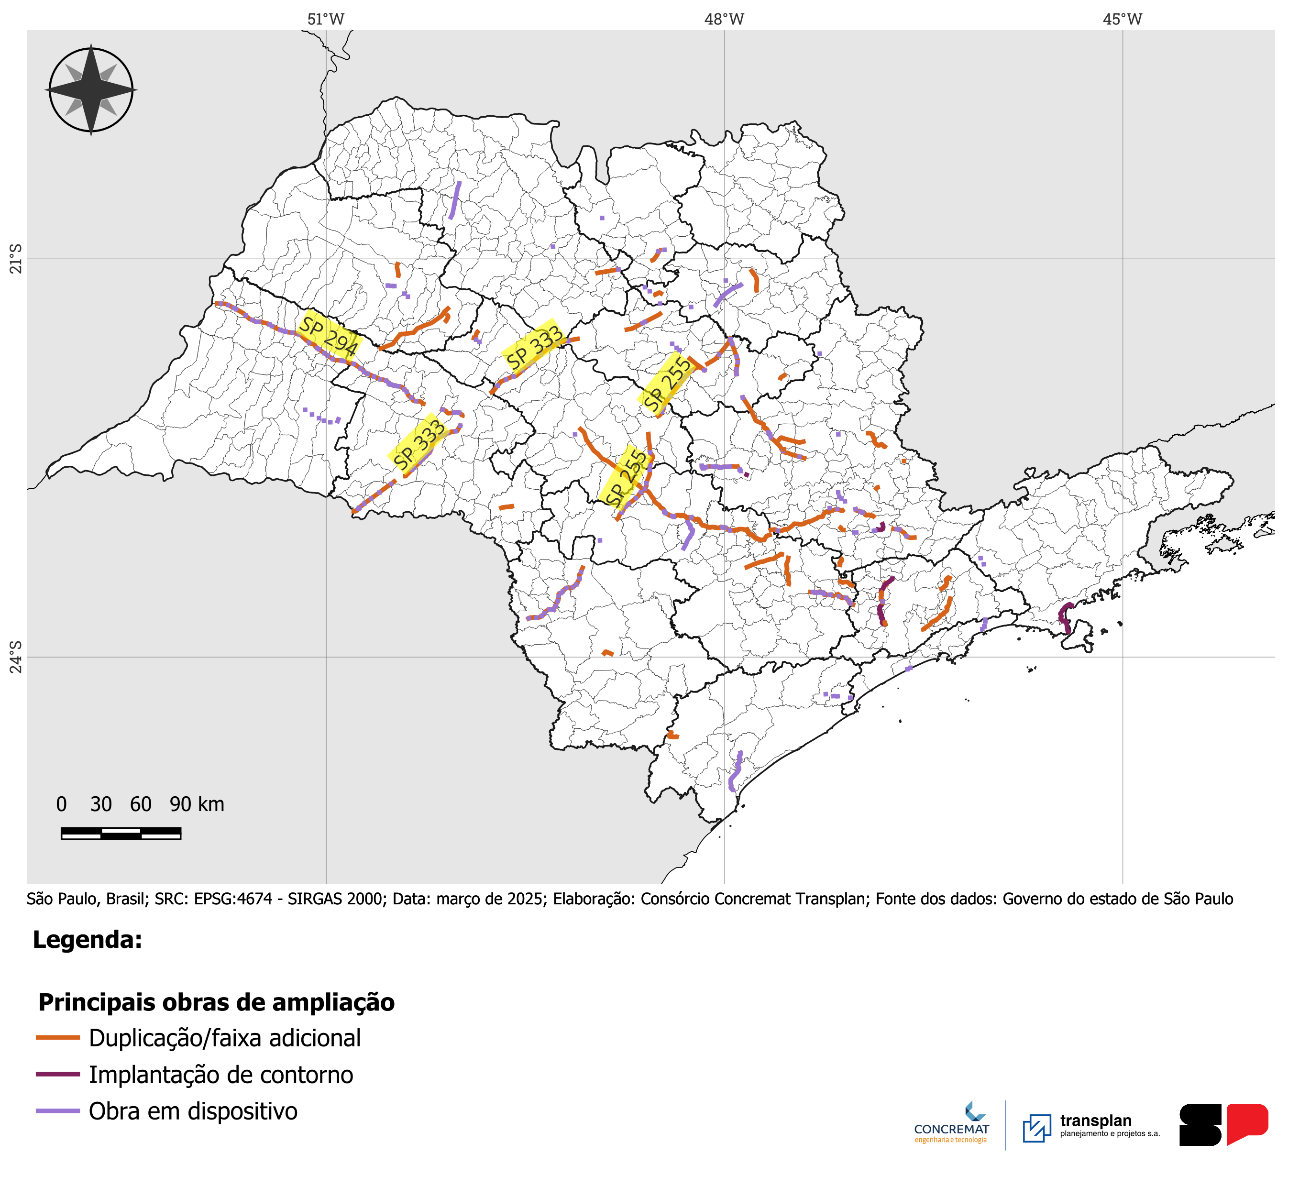 51°W 48°W 45°W
21°S
SP 294
SP 333
SP 255
SP 333
SP 255
24°S
0 30 60 90 km
São Paulo, Brasil; SRC: EPSG:4674 - SIRGAS 2000; Data: março de 2025; Elaboração: Consórcio Concremat Transplan; Fonte dos dados: Governo do estado de São Paulo
Legenda:
Principais obras de ampliação
Duplicação/faixa adicional
Implantação de contorno
Obra em dispositivo
CONCREMAT
engenharia e tecnologia
transplan
planejamento e projetos s.a.
SP